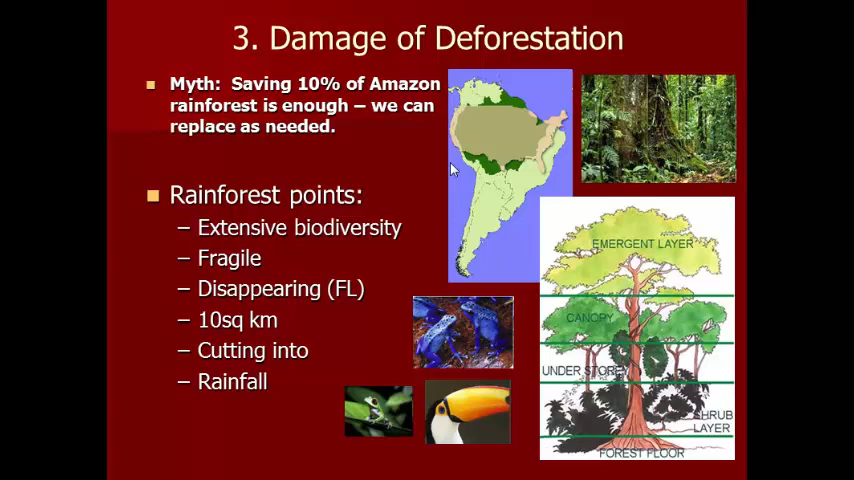 3. Damage of Deforestation
Myth:  Saving 10% of Amazon
rainforest is enough – we can
replace as needed.
Rainforest points:
– Extensive biodiversity
– Fragile
– Disappearing (FL)
– 10sq km
– Cutting into
– Rainfall
EMERGENT LAYER
CANOPY
UNDER STOREY
SHRUB
LAYER
FOREST FLOOR